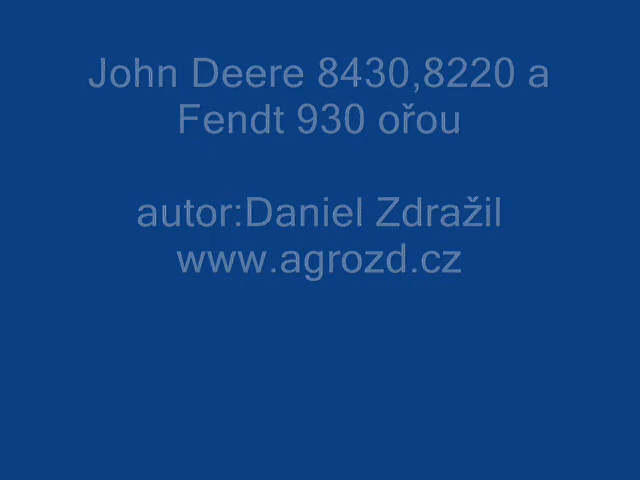 John Deere 8430,8220 a
Fendt 930 ořou
autor:Daniel Zdražil
www.agrozd.cz